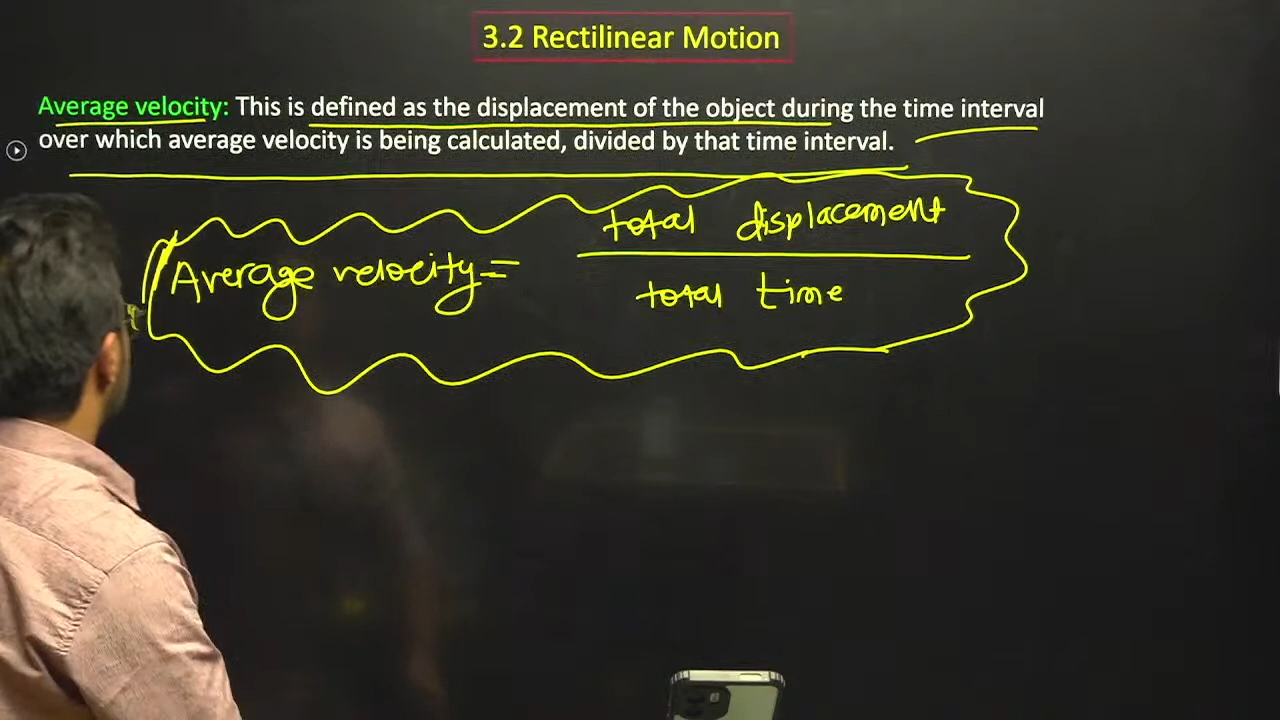 3.2 Rectilinear Motion
Average velocity: This is defined as the displacement of the object during the time interval
over which average velocity is being calculated, divided by that time interval.
total displacement
Average velocity =
total time